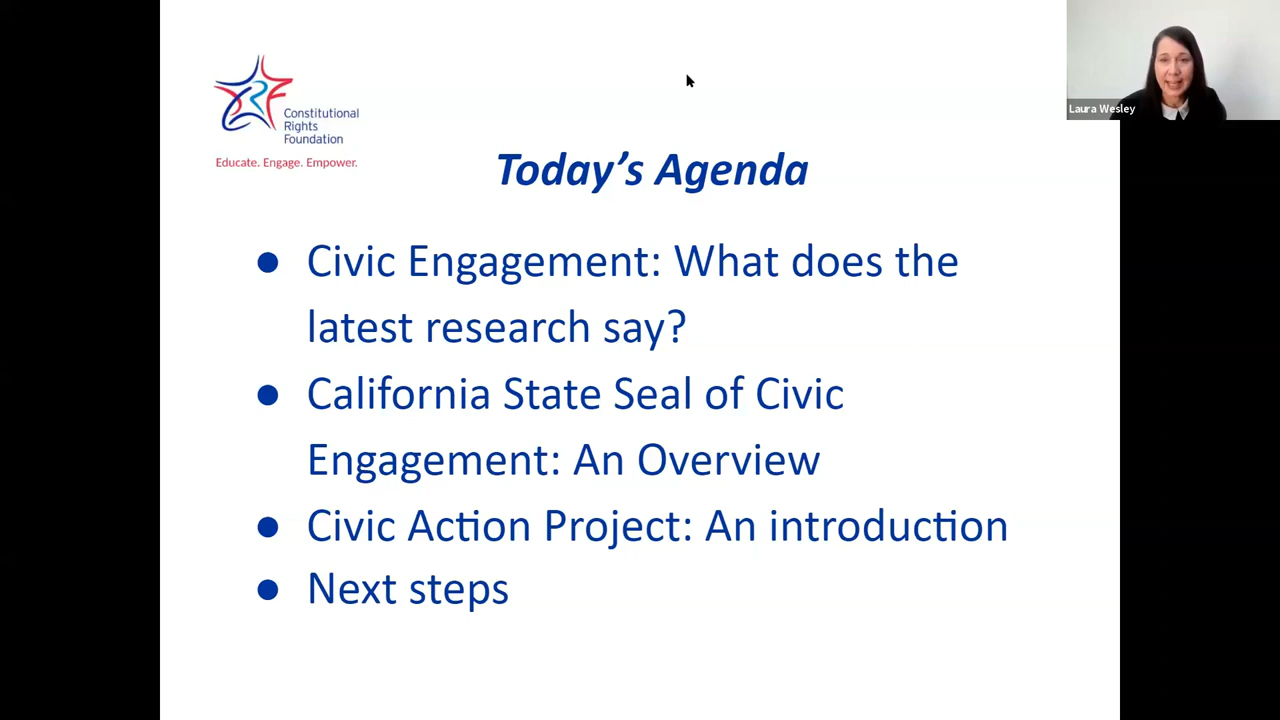 Constitutional
Rights
Foundation
Educate. Engage. Empower.
Laura Wesley
Today's Agenda
● Civic Engagement: What does the
latest research say?
● California State Seal of Civic
Engagement: An Overview
● Civic Action Project: An introduction
● Next steps